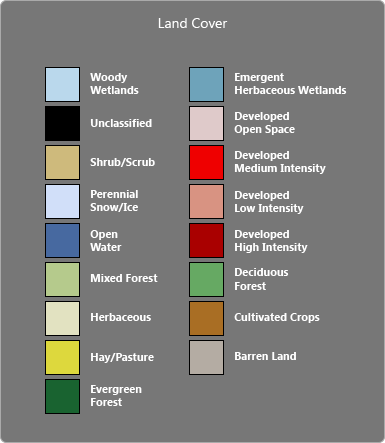 Land Cover
Woody
Wetlands
Unclassified
Shrub/Scrub
Perennial
Snow/Ice
Open
Water
Mixed Forest
Herbaceous
Hay/Pasture
Evergreen
Forest
Emergent
Herbaceous Wetlands
Developed
Open Space
Developed
Medium Intensity
Developed
Low Intensity
Developed
High Intensity
Deciduous
Forest
Cultivated Crops
Barren Land